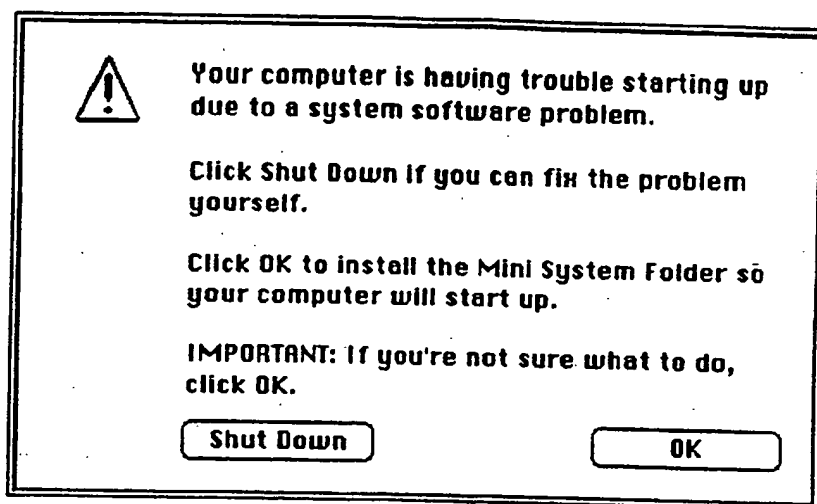 Your computer is having trouble starting up
due to a system software problem.
Click Shut Down if you can fix the problem
yourself.
Click OK to install the Mini System Folder so
your computer will start up.
IMPORTANT: If you're not sure what to do,
click OK.
Shut Down
OK